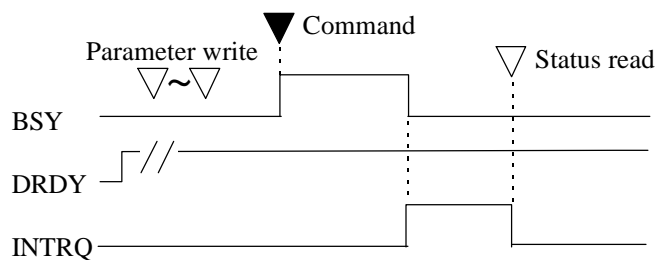 Command
Parameter write
~
Status read
BSY
DRDY
INTRQ